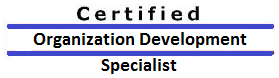 Certified
Organization Development
Specialist